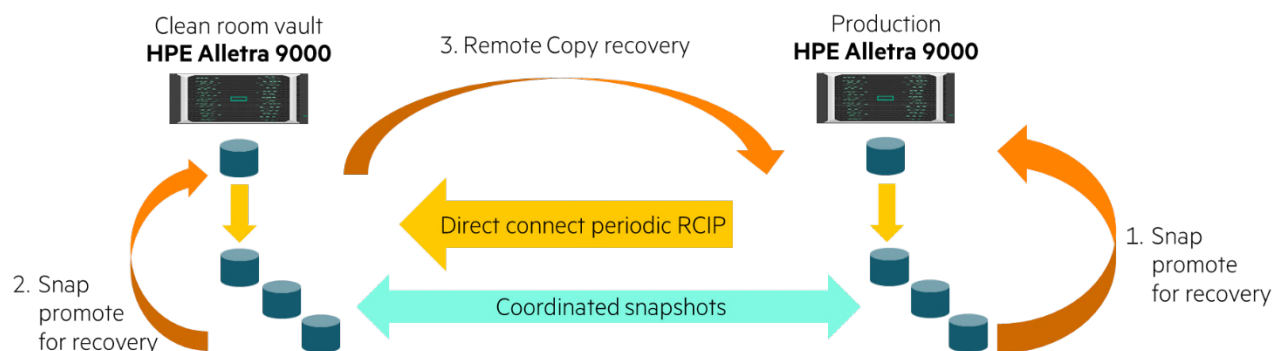 Clean room vault
HPE Alletra 9000
3. Remote Copy recovery
Production
HPE Alletra 9000
Direct connect periodic RCIP
Coordinated snapshots
2. Snap
promote
for recovery
1. Snap
promote
for recovery